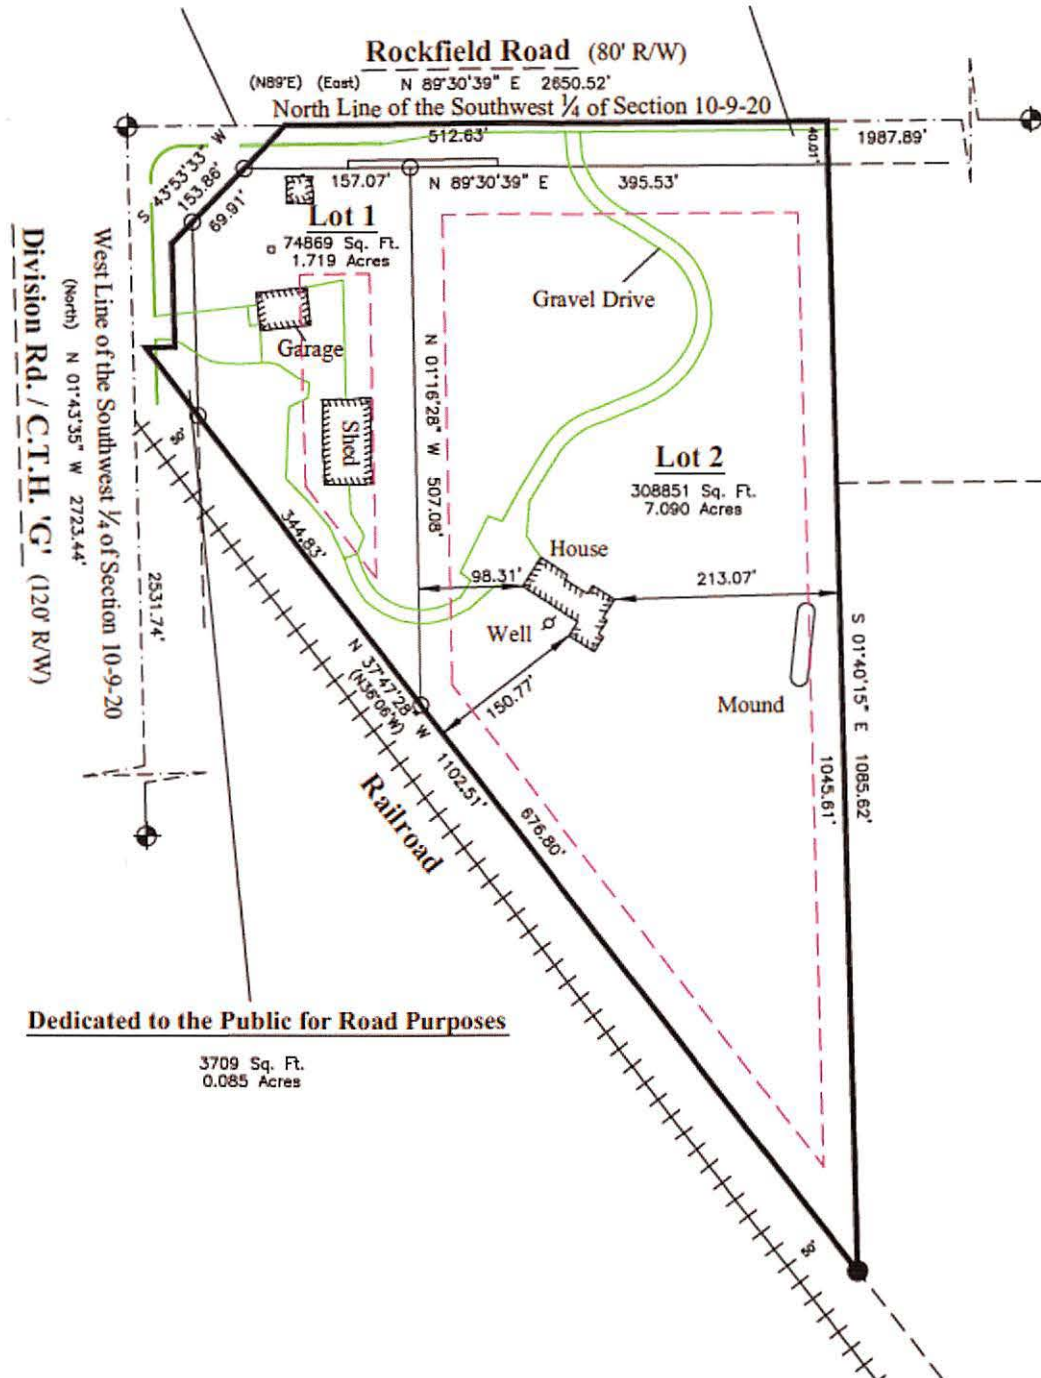 Rockfield Road (80' R/W)
(N89°E) (East) N 89°30'39" E 2650.52'
North Line of the Southwest ¼ of Section 10-9-20
512.63'
40.01'
1987.89'
S 43°53'33" W
153.86'
69.91'
157.07'
N 89°30'39" E
395.53'
Lot 1
74869 Sq. Ft.
1.719 Acres
Gravel Drive
Garage
Shed
N 01°16'28" W 507.08'
Lot 2
308851 Sq. Ft.
7.090 Acres
House
98.31'
213.07'
Well
150.77'
Mound
S 01°40'15" E 1085.62'
1045.61'
Division Rd. / C.T.H. 'G' (120' R/W)
(North) N 01°43'35" W 2723.44'
West Line of the Southwest ¼ of Section 10-9-20
2531.74'
50'
344.83'
N 37°47'28" W 1102.51'
(N36°06'W)
676.80'
Railroad
50'
Dedicated to the Public for Road Purposes
3709 Sq. Ft.
0.085 Acres